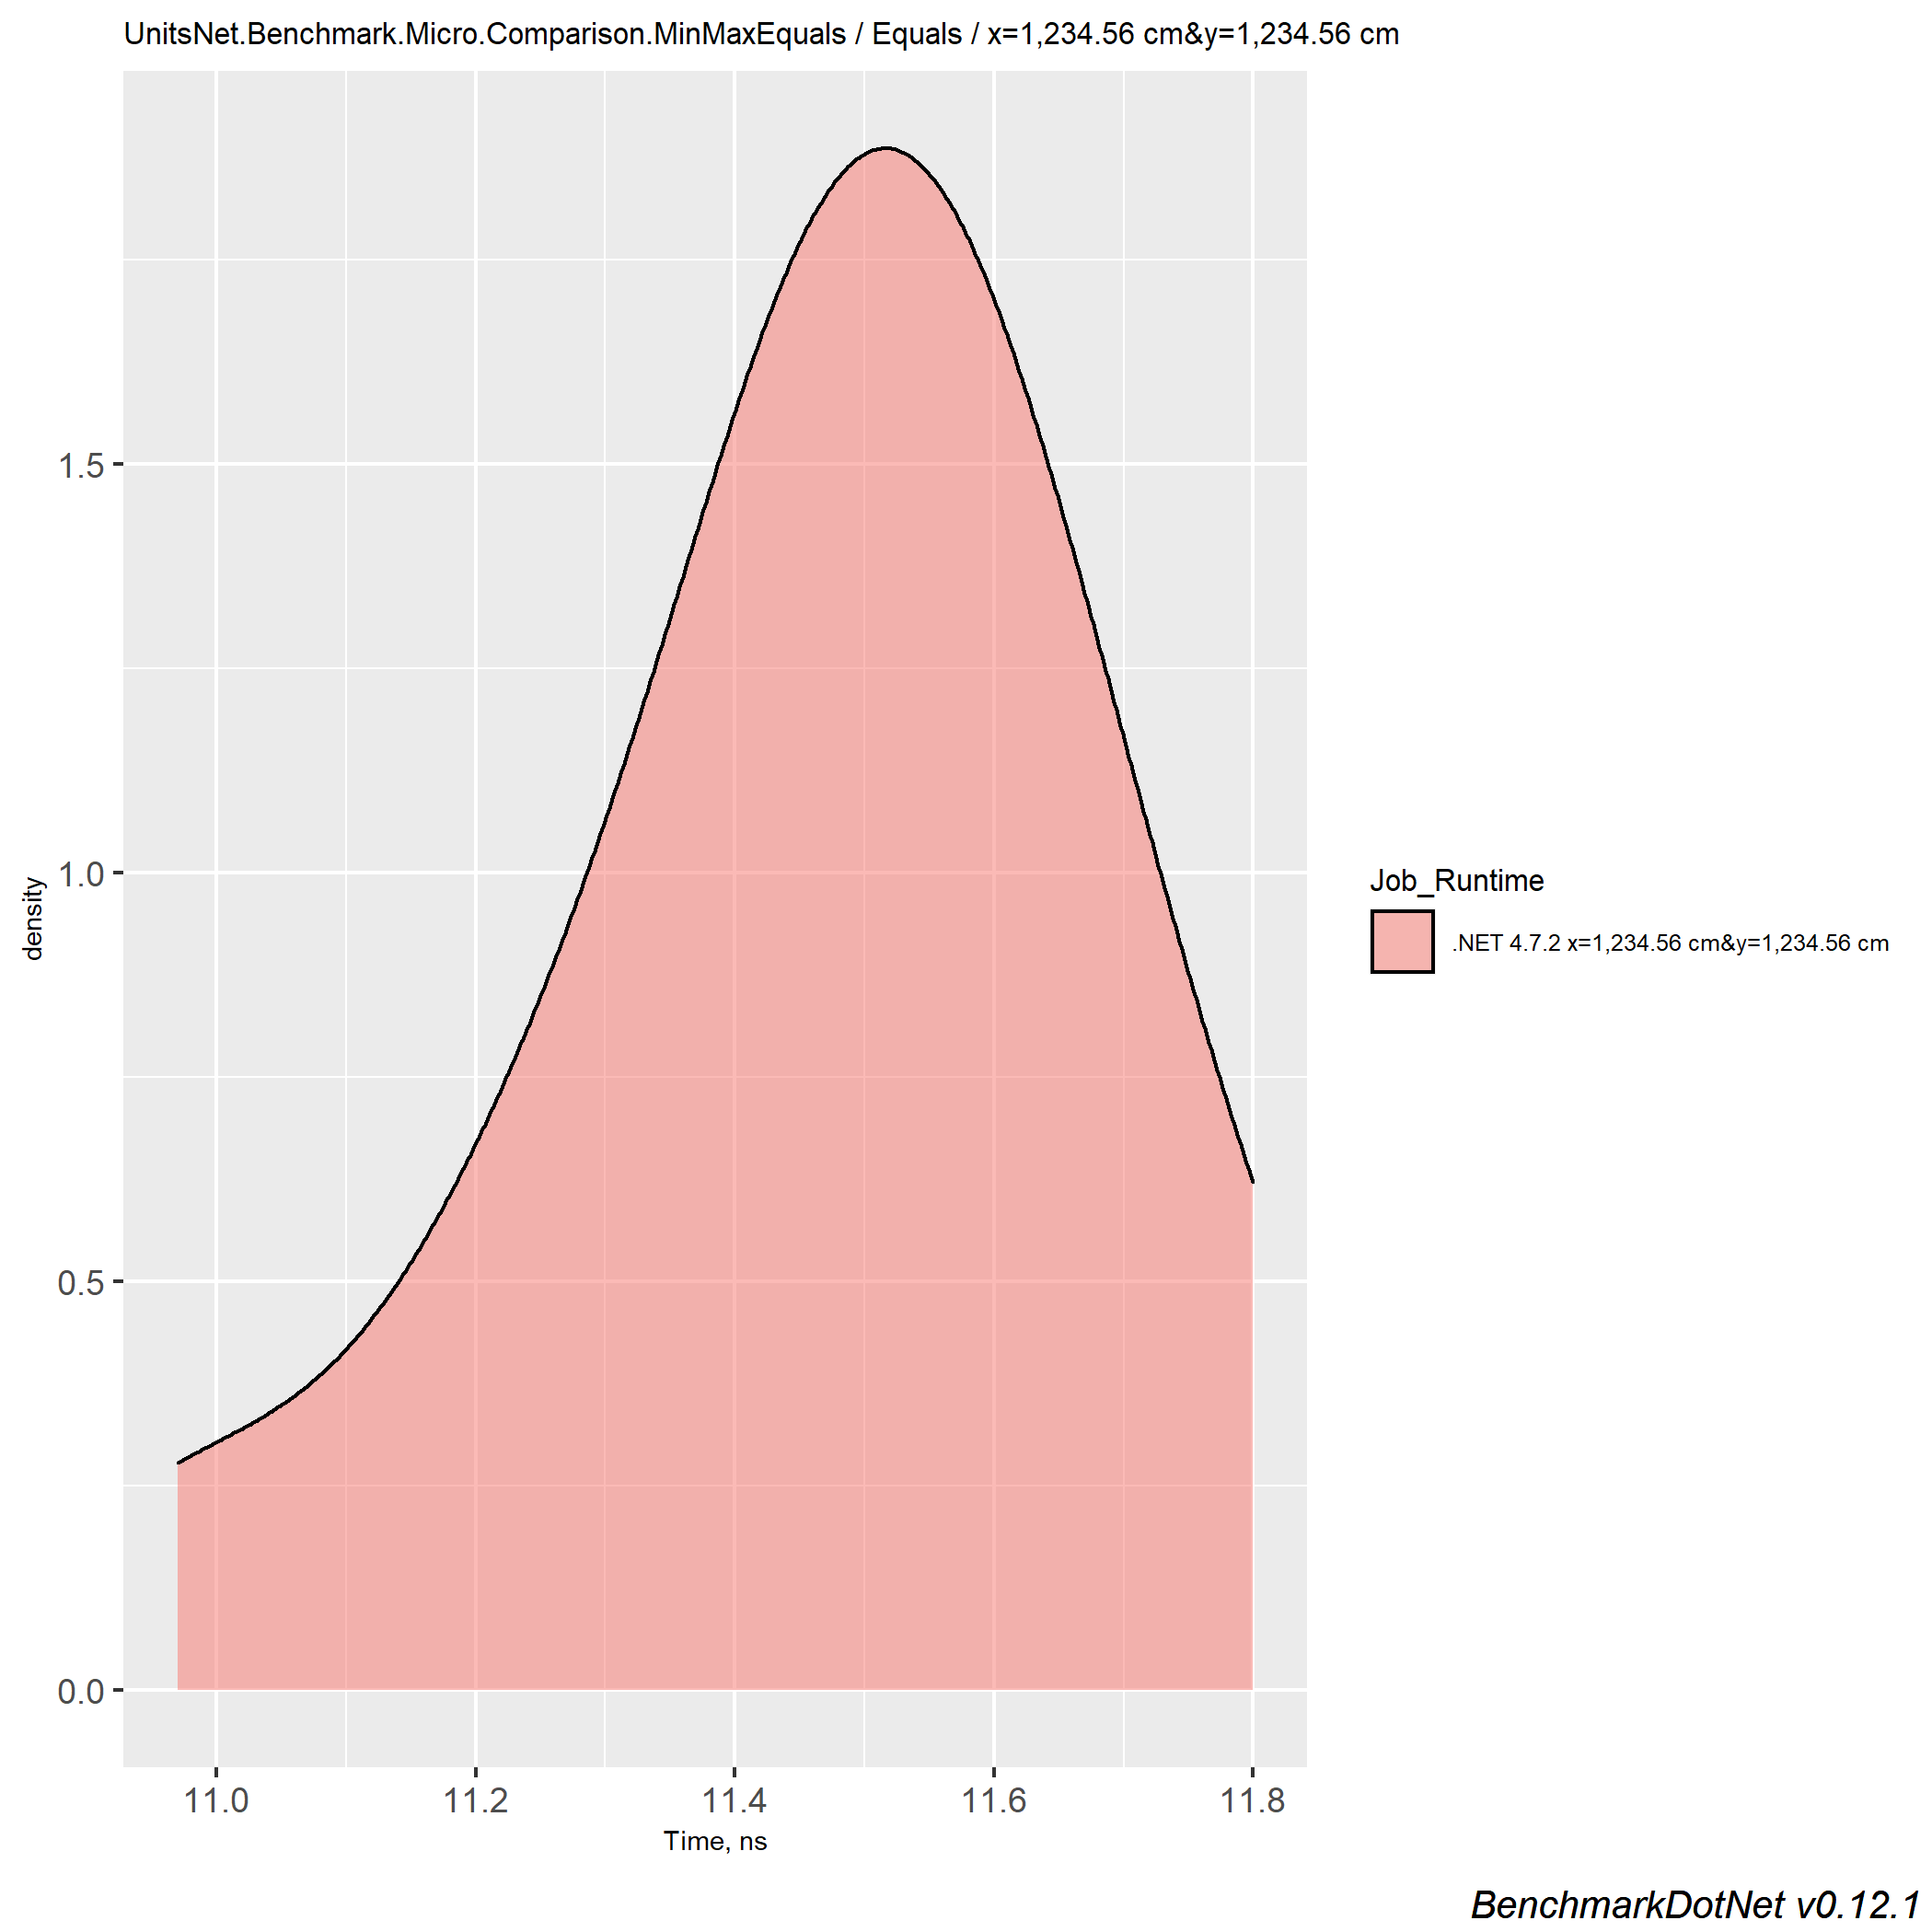 UnitsNet.Benchmark.Micro.Comparison.MinMaxEquals / Equals / x=1,234.56 cm&y=1,234.56 cm
1.5
1.0
0.5
0.0
density
11.0 11.2 11.4 11.6 11.8
Time, ns
Job_Runtime
.NET 4.7.2 x=1,234.56 cm&y=1,234.56 cm
BenchmarkDotNet v0.12.1